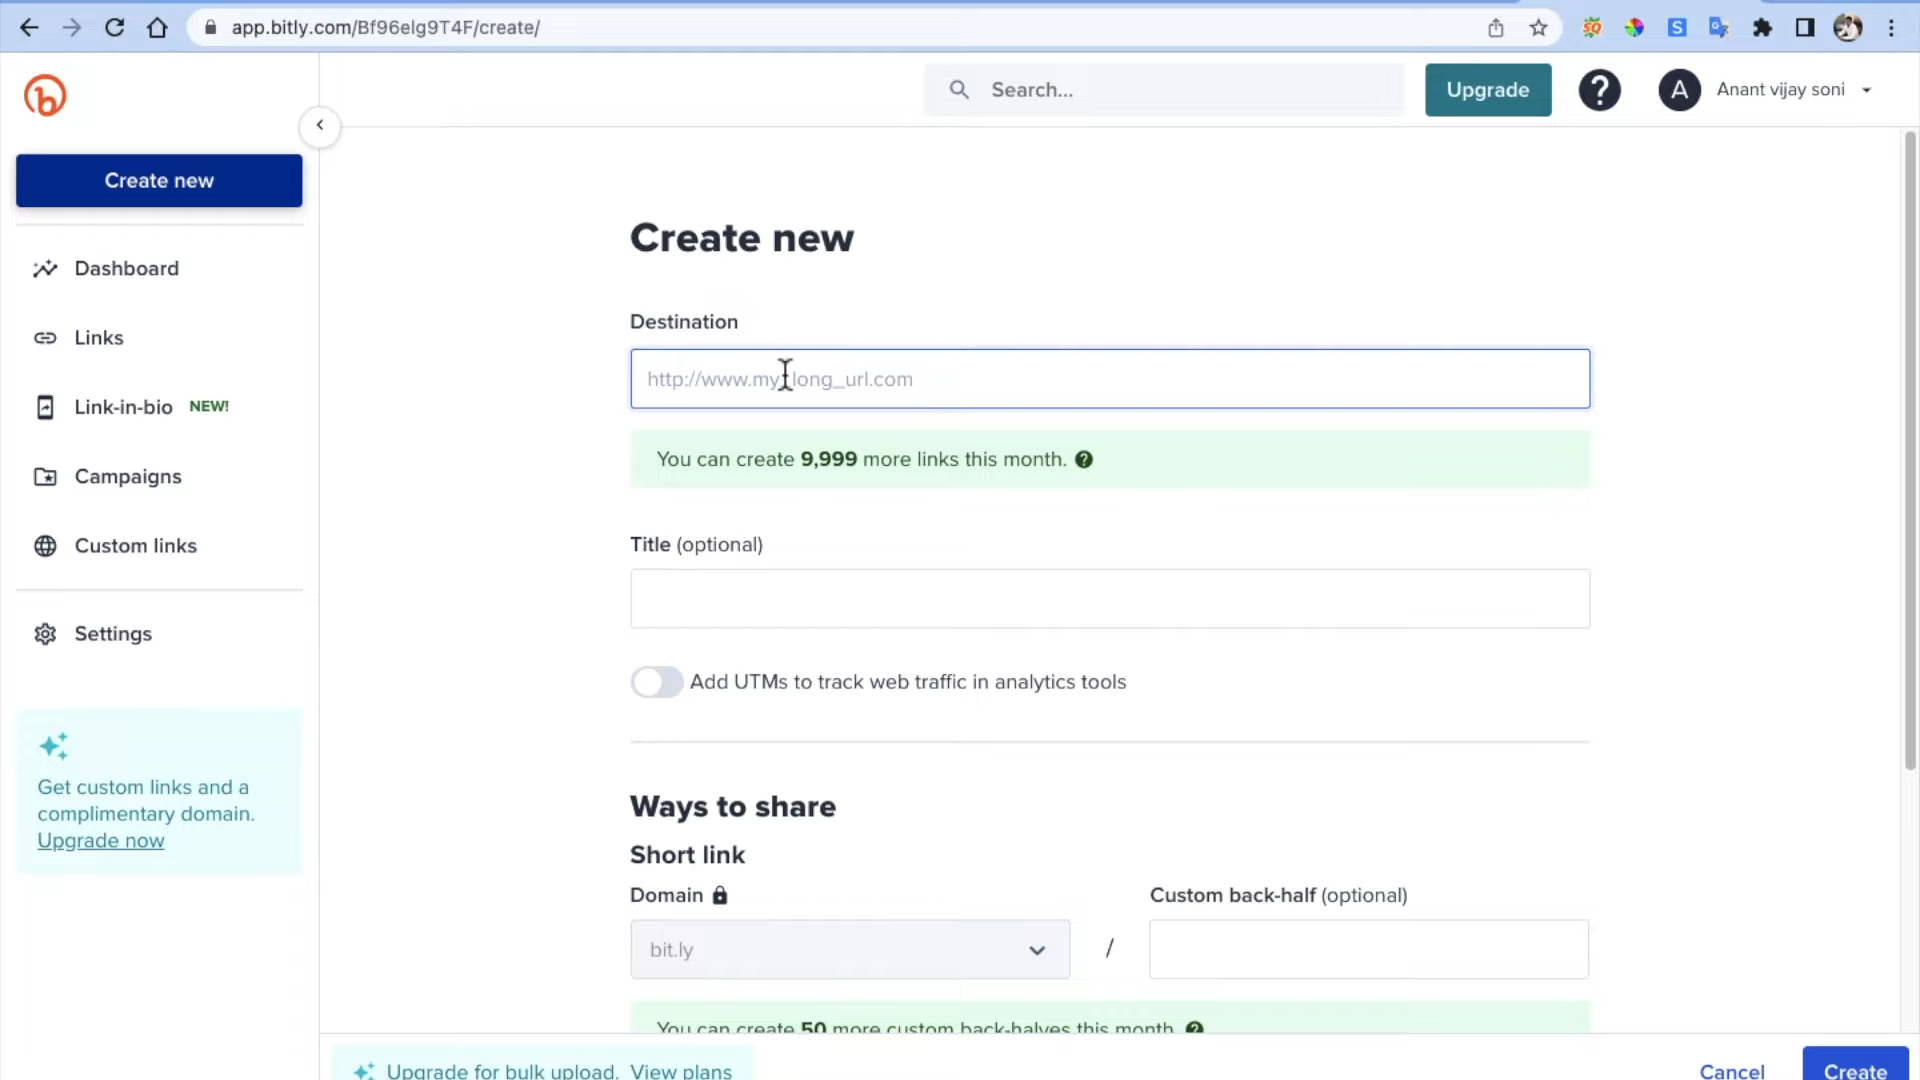 app.bitly.com/Bf96elg9T4F/create/
Search...
Upgrade
?
A
Anant vijay soni
Create new
Dashboard
Links
Link-in-bio NEW!
Campaigns
Custom links
Settings
Get custom links and a
complimentary domain.
Upgrade now
Create new
Destination
http://www.my_long_url.com
You can create 9,999 more links this month. ?
Title (optional)
Add UTMs to track web traffic in analytics tools
Ways to share
Short link
Domain
Custom back-half (optional)
bit.ly
/
You can create 50 more custom back-halves this month. ?
Upgrade for bulk upload. View plans
Cancel
Create